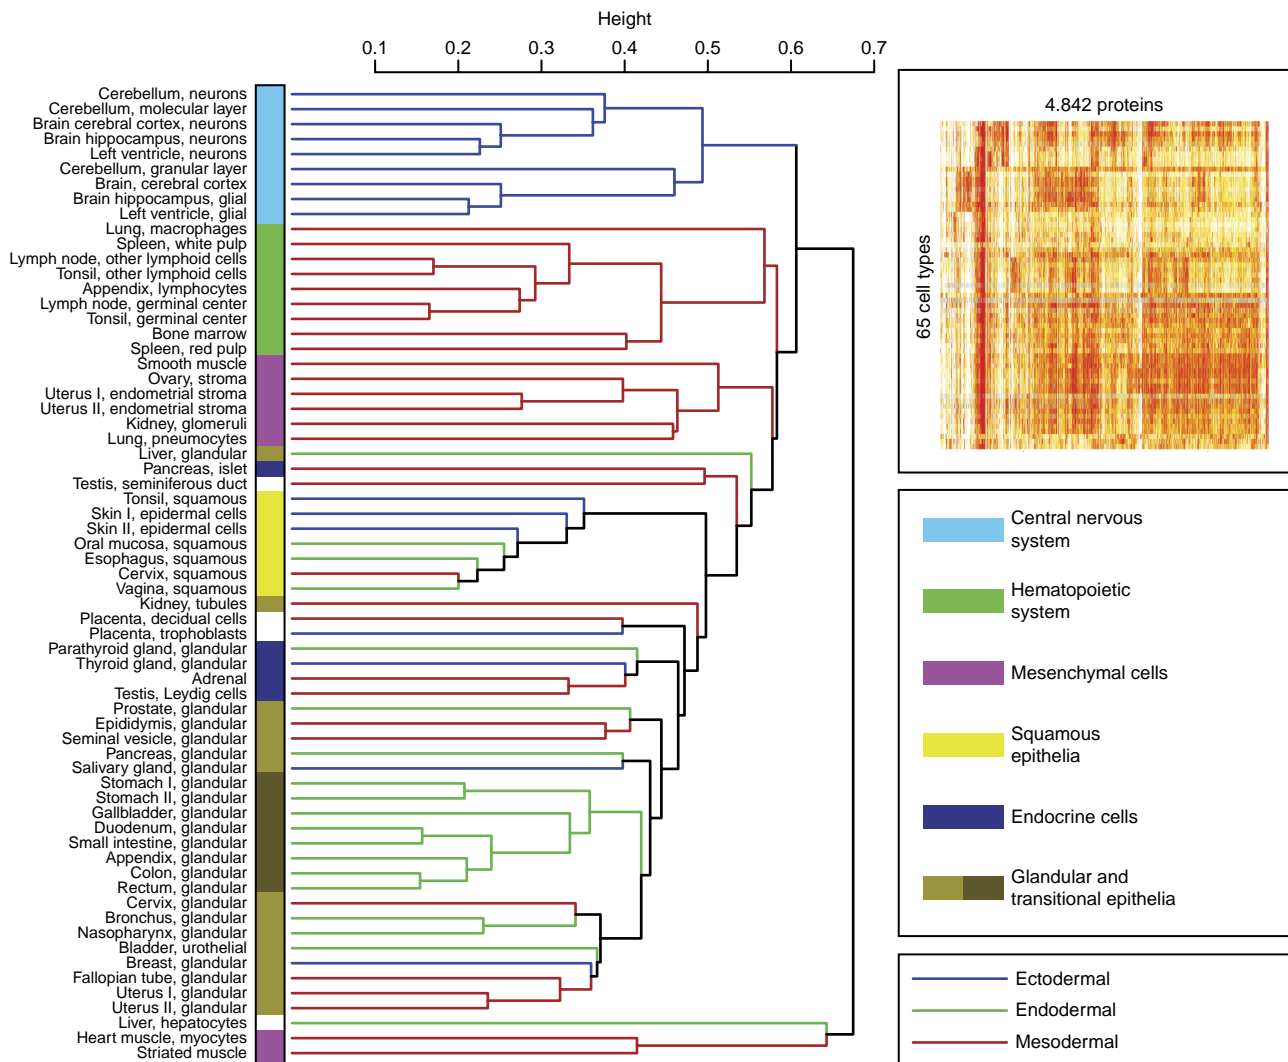 Height
0.1 0.2 0.3 0.4 0.5 0.6 0.7
Cerebellum, neurons
Cerebellum, molecular layer
Brain cerebral cortex, neurons
Brain hippocampus, neurons
Left ventricle, neurons
Cerebellum, granular layer
Brain, cerebral cortex
Brain hippocampus, glial
Left ventricle, glial
Lung, macrophages
Spleen, white pulp
Lymph node, other lymphoid cells
Tonsil, other lymphoid cells
Appendix, lymphocytes
Lymph node, germinal center
Tonsil, germinal center
Bone marrow
Spleen, red pulp
Smooth muscle
Ovary, stroma
Uterus I, endometrial stroma
Uterus II, endometrial stroma
Kidney, glomeruli
Lung, pneumocytes
Liver, glandular
Pancreas, islet
Testis, seminiferous duct
Tonsil, squamous
Skin I, epidermal cells
Skin II, epidermal cells
Oral mucosa, squamous
Esophagus, squamous
Cervix, squamous
Vagina, squamous
Kidney, tubules
Placenta, decidual cells
Placenta, trophoblasts
Parathyroid gland, glandular
Thyroid gland, glandular
Adrenal
Testis, Leydig cells
Prostate, glandular
Epididymis, glandular
Seminal vesicle, glandular
Pancreas, glandular
Salivary gland, glandular
Stomach I, glandular
Stomach II, glandular
Gallbladder, glandular
Duodenum, glandular
Small intestine, glandular
Appendix, glandular
Colon, glandular
Rectum, glandular
Cervix, glandular
Bronchus, glandular
Nasopharynx, glandular
Bladder, urothelial
Breast, glandular
Fallopian tube, glandular
Uterus I, glandular
Uterus II, glandular
Liver, hepatocytes
Heart muscle, myocytes
Striated muscle
4.842 proteins
65 cell types
Central nervous
system
Hematopoietic
system
Mesenchymal cells
Squamous
epithelia
Endocrine cells
Glandular and
transitional epithelia
Ectodermal
Endodermal
Mesodermal